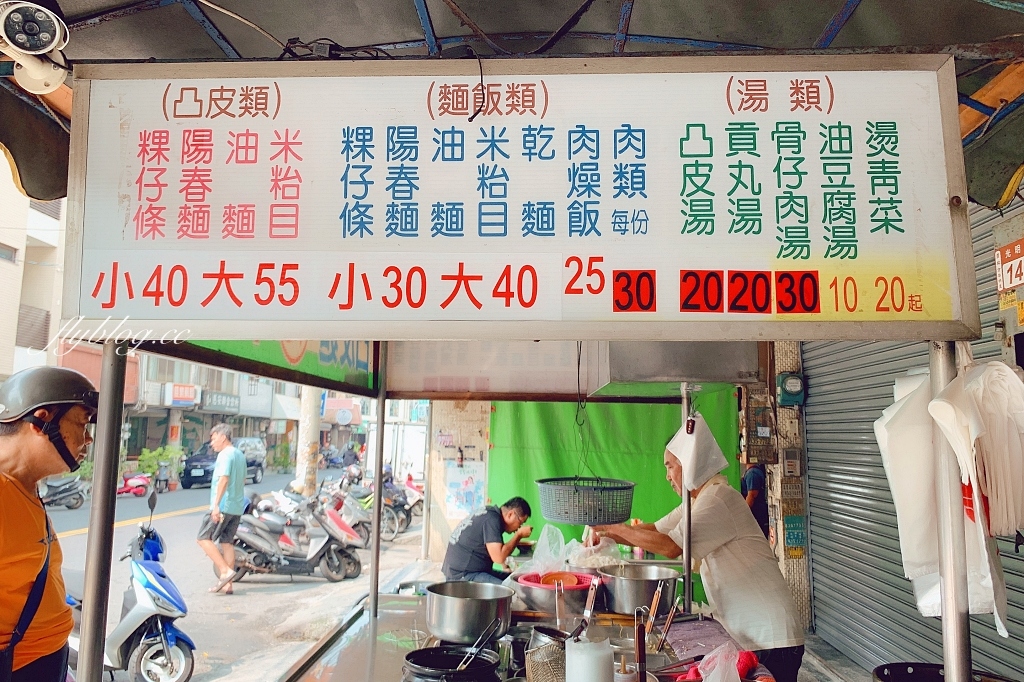 (凸皮類)
粿仔條
陽春麵
油麵
米粉目
小40 大55
(麵飯類)
粿仔條
陽春麵
油麵
米粉目
乾麵
肉燥飯
肉類每份
小30 大40
25
30
(湯類)
凸皮湯
貢丸湯
骨仔肉湯
油豆腐湯
燙青菜
20
20
30
10
20起
flyblog.cc
光明
14